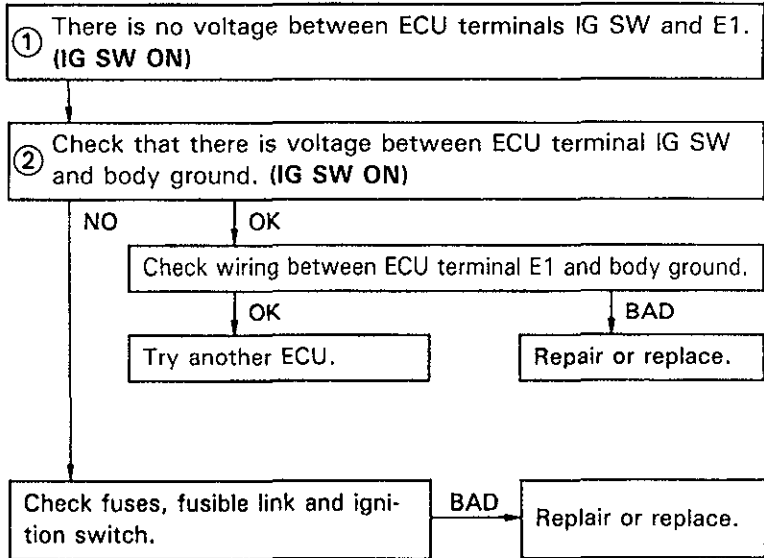 ① There is no voltage between ECU terminals IG SW and E1.
(IG SW ON)
② Check that there is voltage between ECU terminal IG SW
and body ground. (IG SW ON)
NO
OK
Check wiring between ECU terminal E1 and body ground.
OK
BAD
Try another ECU.
Repair or replace.
Check fuses, fusible link and igni-
tion switch.
BAD
Replair or replace.